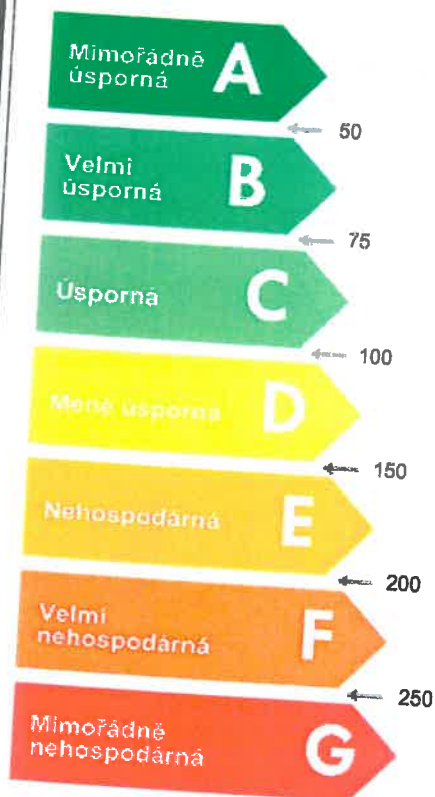 Mimořádně
úsporná
A
50
Velmi
úsporná
B
75
Úsporná
C
100
Méně úsporná
D
150
Nehospodárná
E
200
Velmi
nehospodárná
F
250
Mimořádně
nehospodárná
G